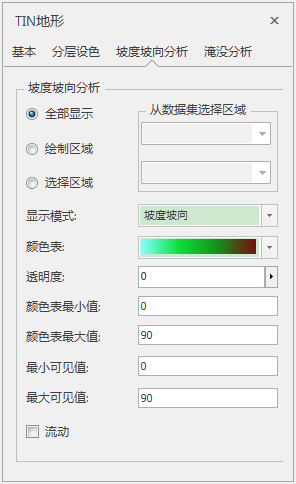 TIN地形
基本 分层设色 坡度坡向分析 淹没分析
坡度坡向分析
全部显示
从数据集选择区域
绘制区域
选择区域
显示模式: 坡度坡向
颜色表:
透明度: 0
颜色表最小值: 0
颜色表最大值: 90
最小可见值: 0
最大可见值: 90
流动